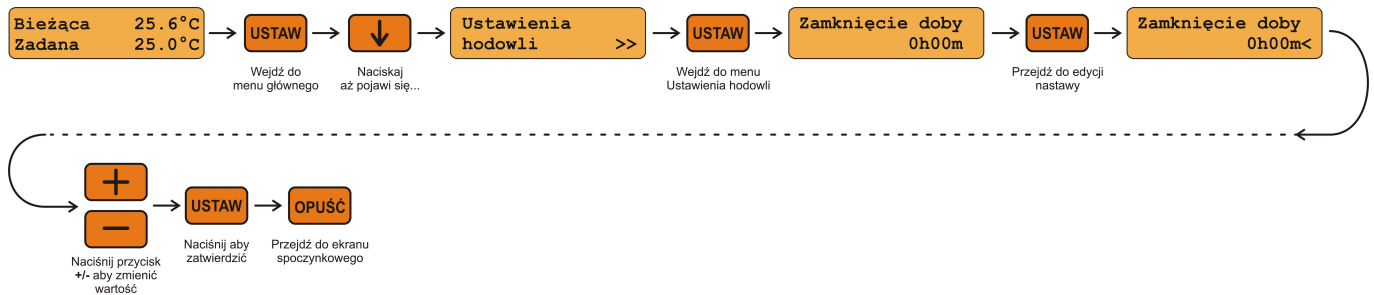 Bieżąca 25.6°C
Zadana 25.0°C
USTAW
Wejdź do
menu głównego
Naciskaj
aż pojawi się...
Ustawienia
hodowli >>
USTAW
Wejdź do menu
Ustawienia hodowli
Zamknięcie doby
0h00m
USTAW
Przejdź do edycji
nastawy
Zamknięcie doby
0h00m<
+
−
Naciśnij przycisk
+/- aby zmienić
wartość
USTAW
Naciśnij aby
zatwierdzić
OPUŚĆ
Przejdź do ekranu
spoczynkowego